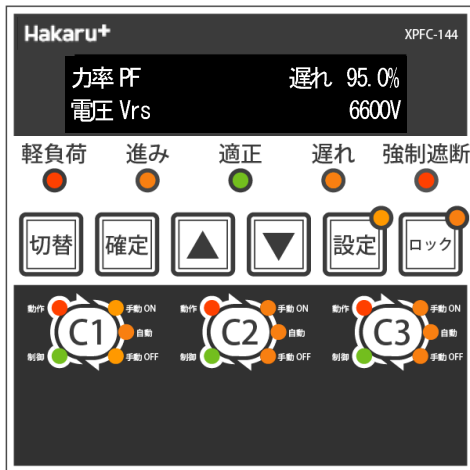 Hakaru+ XPFC-144
力率 PF 遅れ 95.0%
電圧 Vrs 6600V
軽負荷 進み 適正 遅れ 強制遮断
切替 確定 ▲ ▼ 設定 ロック
動作 手動 ON 動作 手動 ON 動作 手動 ON
C1 自動 C2 自動 C3 自動
制御 手動 OFF 制御 手動 OFF 制御 手動 OFF